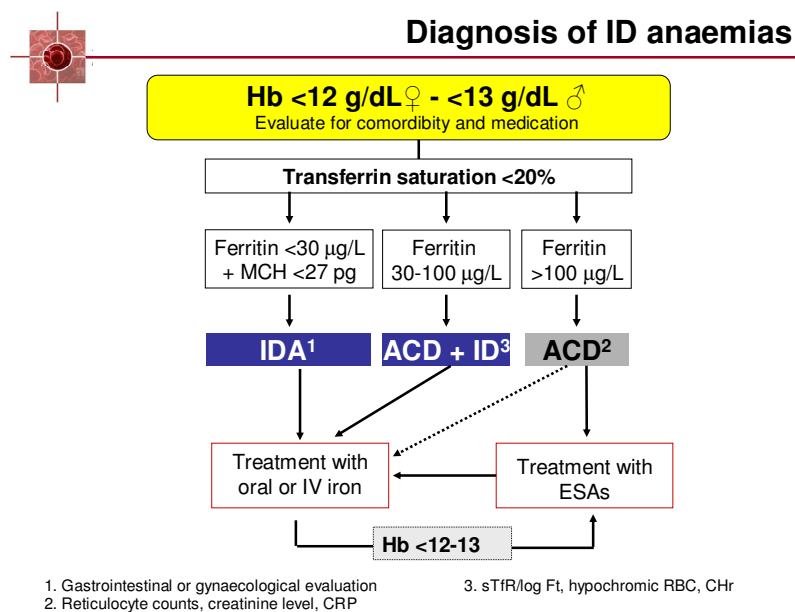 Diagnosis of ID anaemias
Hb <12 g/dL♀ - <13 g/dL ♂
Evaluate for comordibity and medication
Transferrin saturation <20%
Ferritin <30 μg/L
+ MCH <27 pg
Ferritin
30-100 μg/L
Ferritin
>100 μg/L
IDA¹
ACD + ID³
ACD²
Treatment with
oral or IV iron
Treatment with
ESAs
Hb <12-13
1. Gastrointestinal or gynaecological evaluation
2. Reticulocyte counts, creatinine level, CRP
3. sTfR/log Ft, hypochromic RBC, CHr